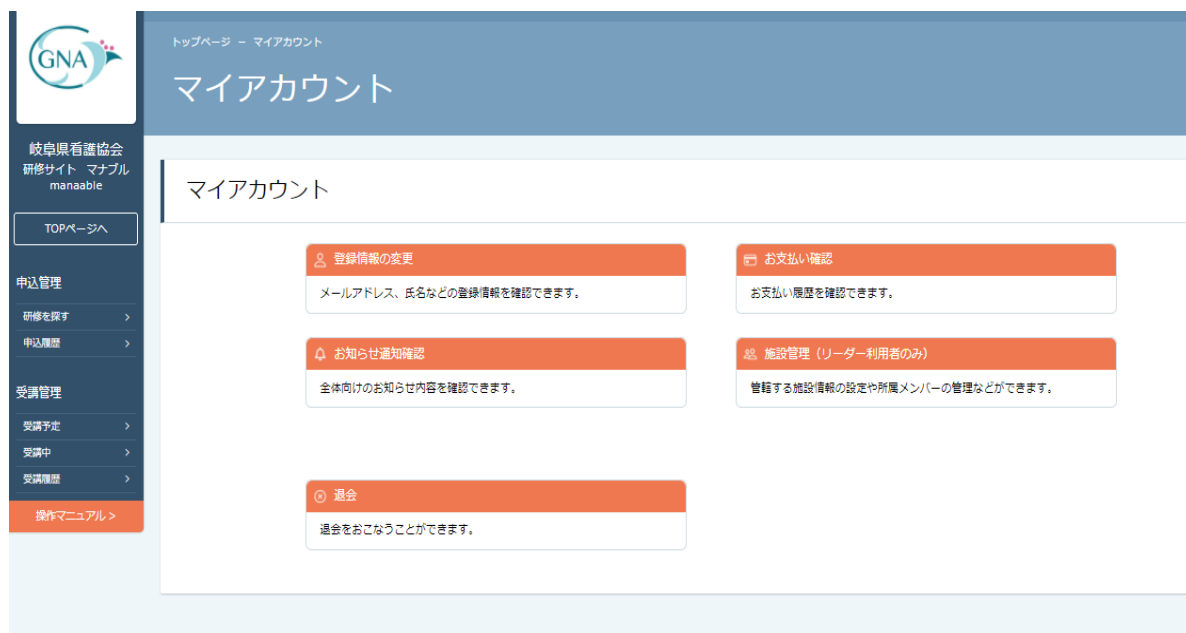 GNA
岐阜県看護協会
研修サイト マナブル
manaable
TOPページへ
申込管理
研修を探す
申込履歴
受講管理
受講予定
受講中
受講履歴
操作マニュアル >
トップページ － マイアカウント
マイアカウント
マイアカウント
登録情報の変更
メールアドレス、氏名などの登録情報を確認できます。
お支払い確認
お支払い履歴を確認できます。
お知らせ通知確認
全体向けのお知らせ内容を確認できます。
施設管理（リーダー利用者のみ）
管轄する施設情報の設定や所属メンバーの管理などができます。
退会
退会をおこなうことができます。